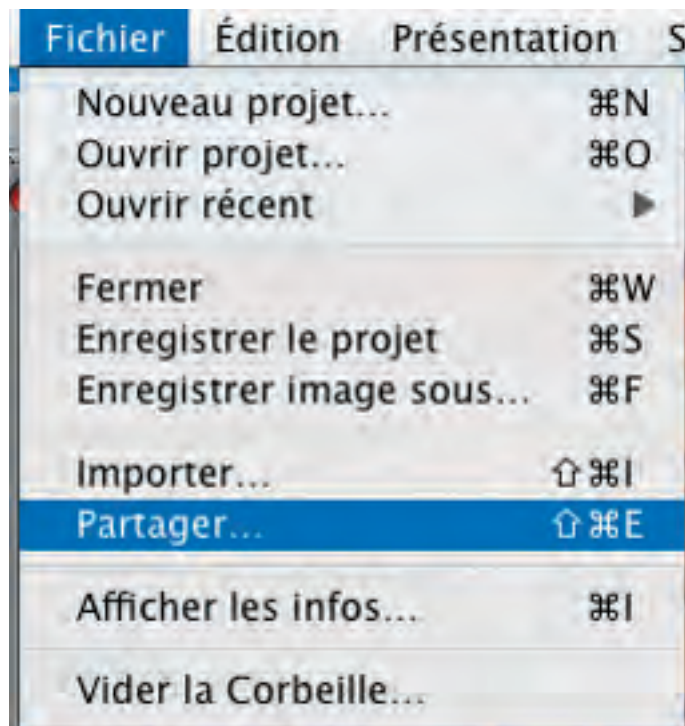 Fichier Édition Présentation S
Nouveau projet... ⌘N
Ouvrir projet... ⌘O
Ouvrir récent ▶
Fermer ⌘W
Enregistrer le projet ⌘S
Enregistrer image sous... ⌘F
Importer... ⇧⌘I
Partager... ⇧⌘E
Afficher les infos... ⌘I
Vider la Corbeille...